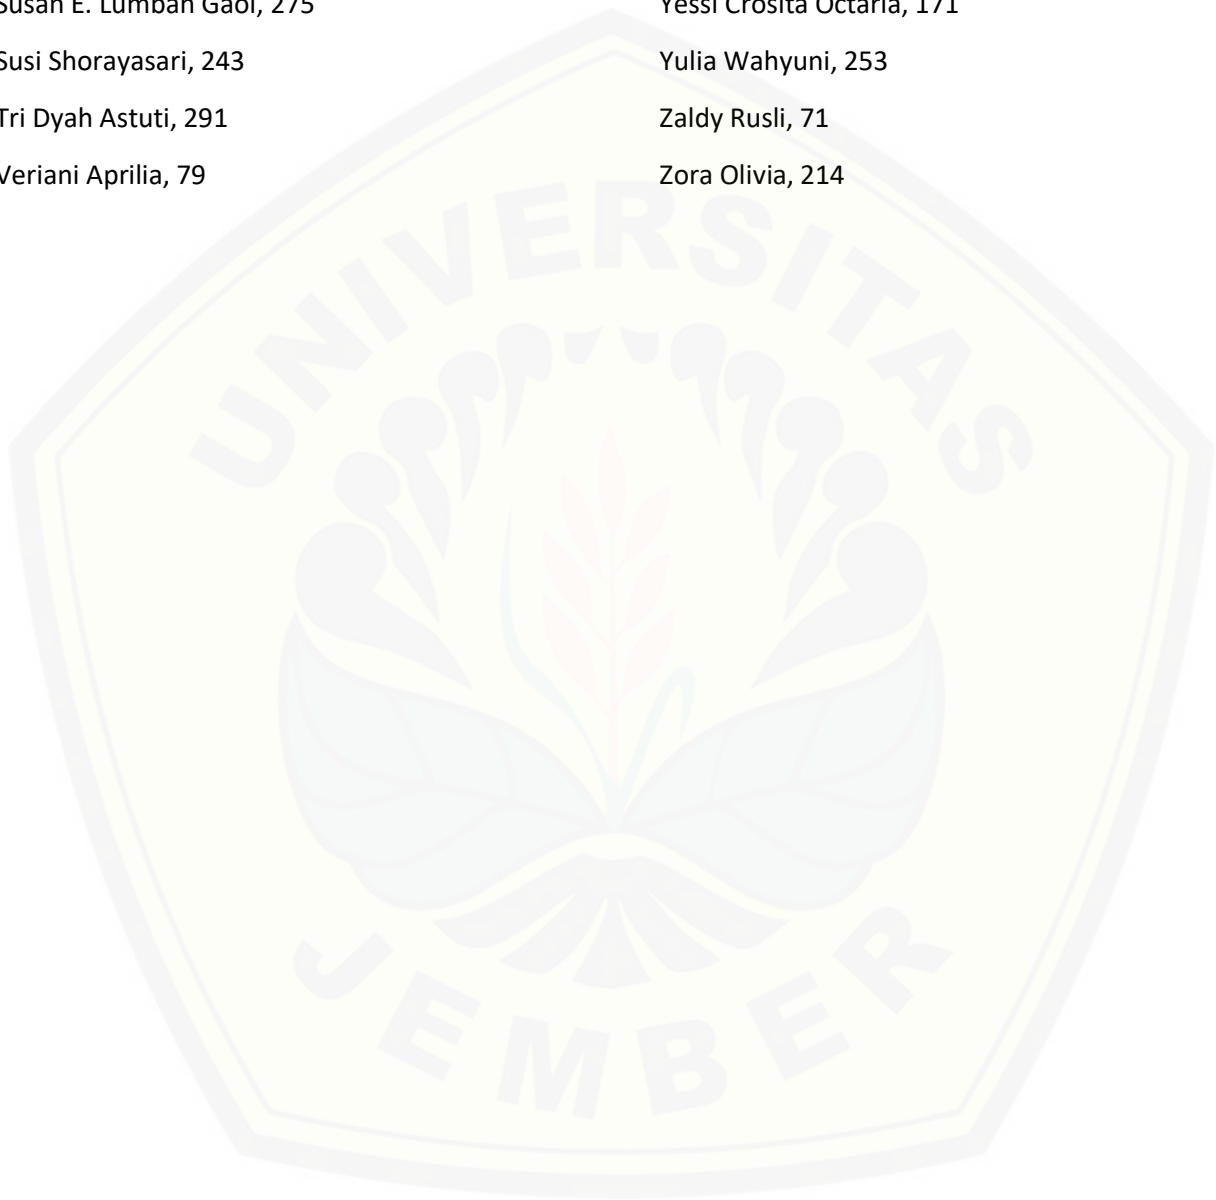 Susan E. Lumban Gaol, 275
Susi Shorayasari, 243
Tri Dyah Astuti, 291
Veriani Aprilia, 79
Yessi Crosita Octaria, 171
Yulia Wahyuni, 253
Zaldy Rusli, 71
Zora Olivia, 214
UNIVERSITAS
JEMBER